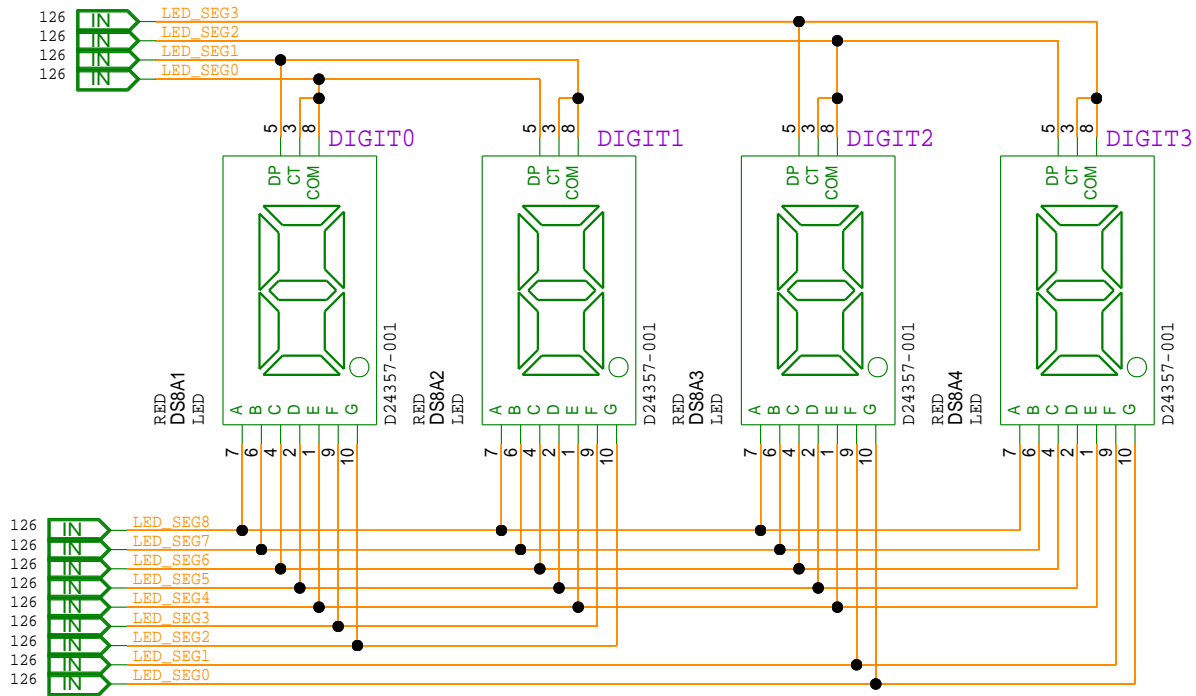 126 IN LED_SEG3
126 IN LED_SEG2
126 IN LED_SEG1
126 IN LED_SEG0
5 3 8 DIGIT0
5 3 8 DIGIT1
5 3 8 DIGIT2
5 3 8 DIGIT3
DP CT COM
DP CT COM
DP CT COM
DP CT COM
RED DS8A1 LED
D24357-001
RED DS8A2 LED
D24357-001
RED DS8A3 LED
D24357-001
RED DS8A4 LED
D24357-001
A B C D E F G
A B C D E F G
A B C D E F G
A B C D E F G
7 6 4 2 1 9 10
7 6 4 2 1 9 10
7 6 4 2 1 9 10
7 6 4 2 1 9 10
126 IN LED_SEG8
126 IN LED_SEG7
126 IN LED_SEG6
126 IN LED_SEG5
126 IN LED_SEG4
126 IN LED_SEG3
126 IN LED_SEG2
126 IN LED_SEG1
126 IN LED_SEG0